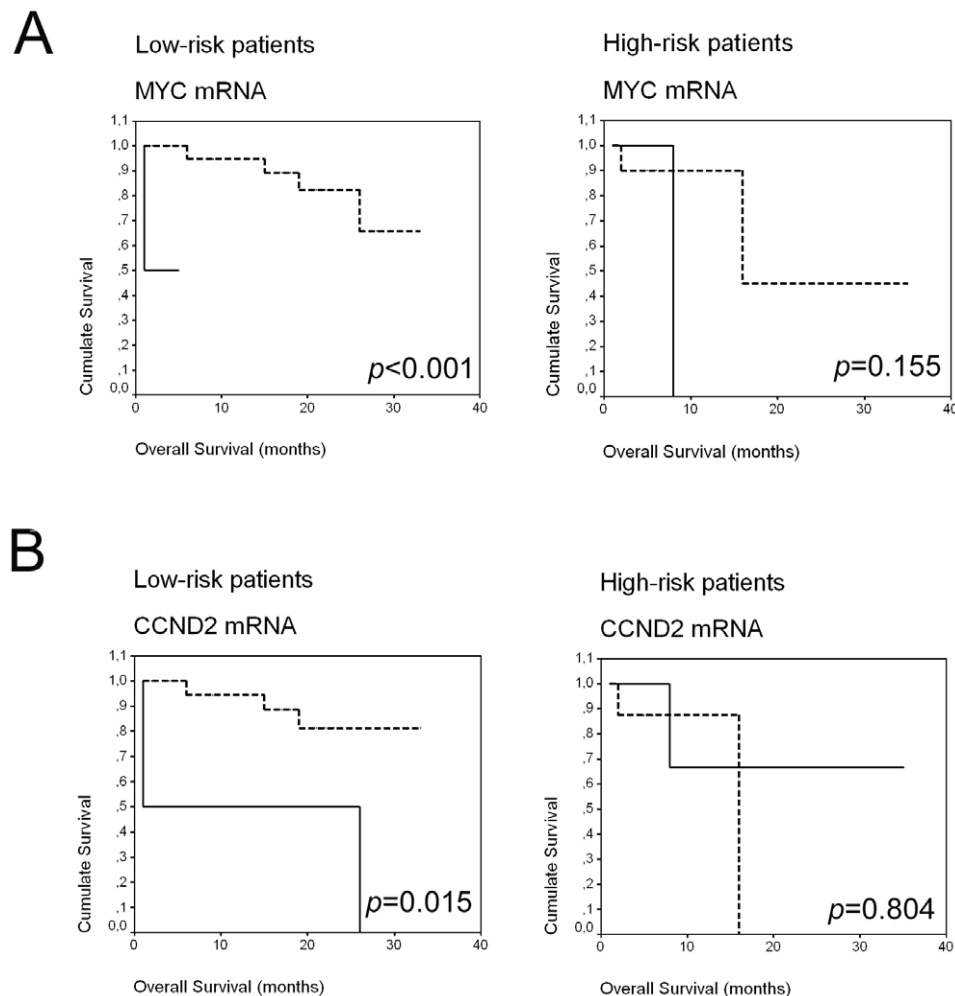 A
Low-risk patients
MYC mRNA
1,1
1,0
,9
,8
,7
,6
,5
,4
,3
,2
,1
0,0
Cumulate Survival
p<0.001
0 10 20 30 40
Overall Survival (months)
High-risk patients
MYC mRNA
1,1
1,0
,9
,8
,7
,6
,5
,4
,3
,2
,1
0,0
Cumulate Survival
p=0.155
0 10 20 30 40
Overall Survival (months)
B
Low-risk patients
CCND2 mRNA
1,1
1,0
,9
,8
,7
,6
,5
,4
,3
,2
,1
0,0
Cumulate Survival
p=0.015
0 10 20 30 40
Overall Survival (months)
High-risk patients
CCND2 mRNA
1,1
1,0
,9
,8
,7
,6
,5
,4
,3
,2
,1
0,0
Cumulate Survival
p=0.804
0 10 20 30 40
Overall Survival (months)